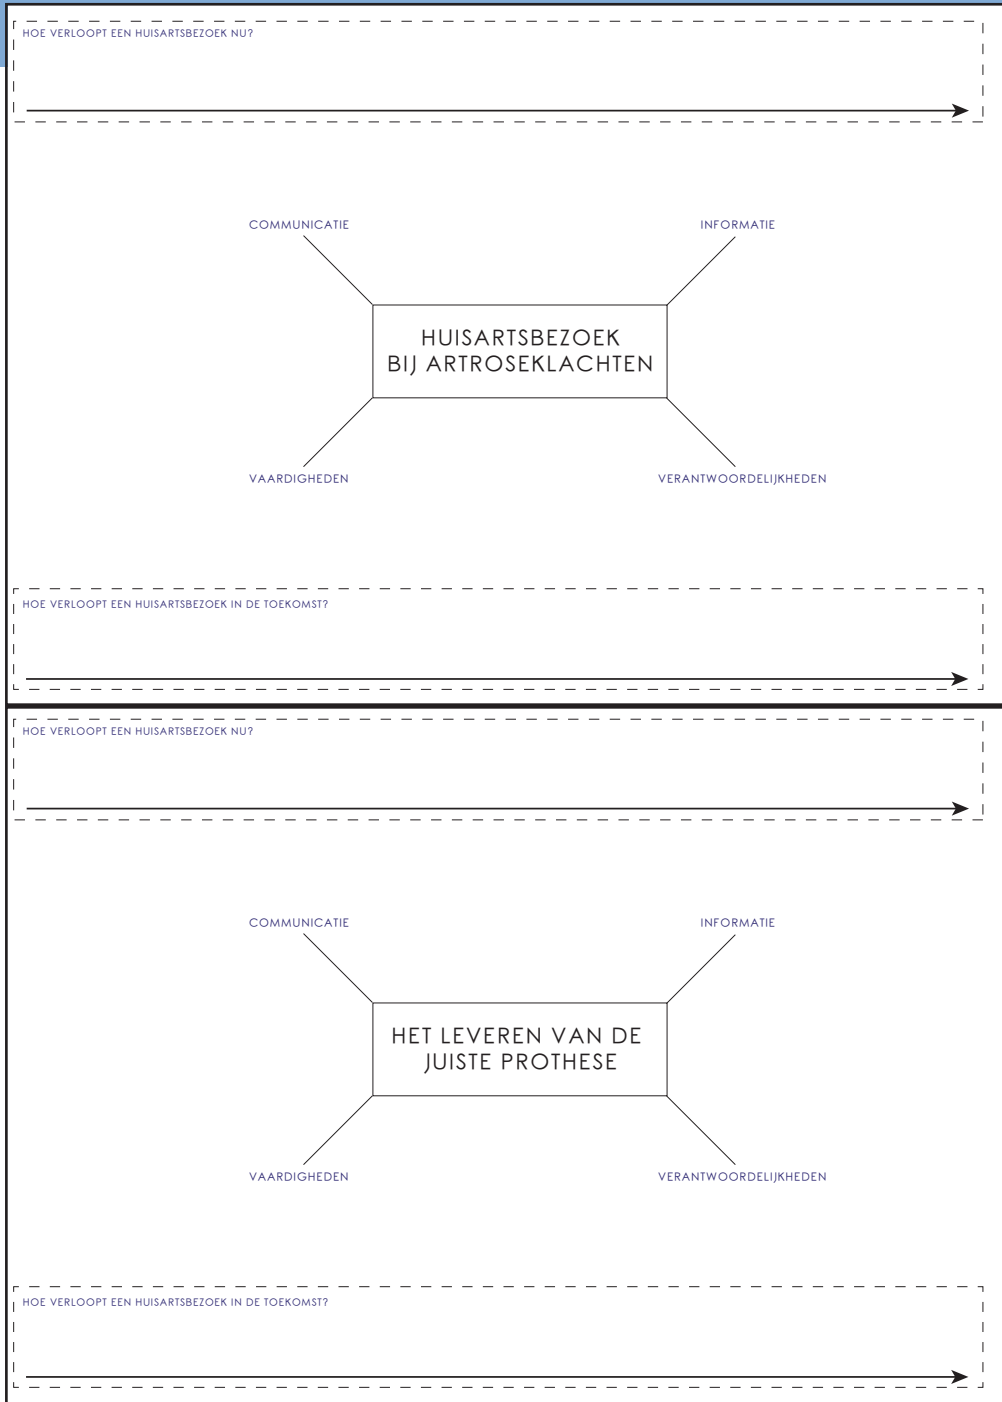 HOE VERLOOPT EEN HUISARTSBEZOEK NU?
COMMUNICATIE
INFORMATIE
HUISARTSBEZOEK
BIJ ARTROSEKLACHTEN
VAARDIGHEDEN
VERANTWOORDELIJKHEDEN
HOE VERLOOPT EEN HUISARTSBEZOEK IN DE TOEKOMST?
HOE VERLOOPT EEN HUISARTSBEZOEK NU?
COMMUNICATIE
INFORMATIE
HET LEVEREN VAN DE
JUISTE PROTHESE
VAARDIGHEDEN
VERANTWOORDELIJKHEDEN
HOE VERLOOPT EEN HUISARTSBEZOEK IN DE TOEKOMST?